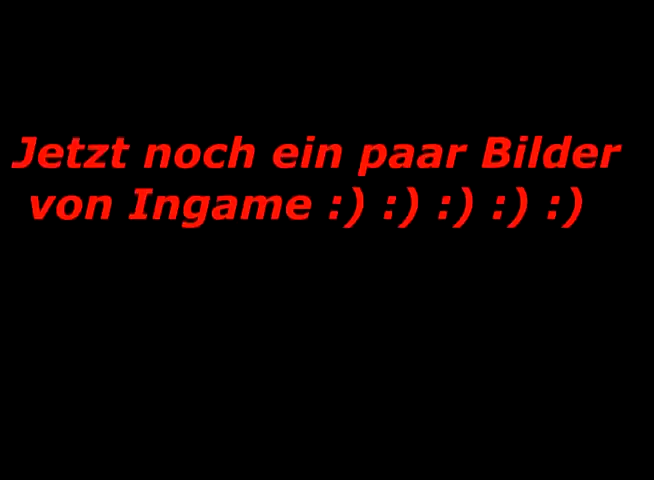 Jetzt noch ein paar Bilder
von Ingame :) :) :) :) :)